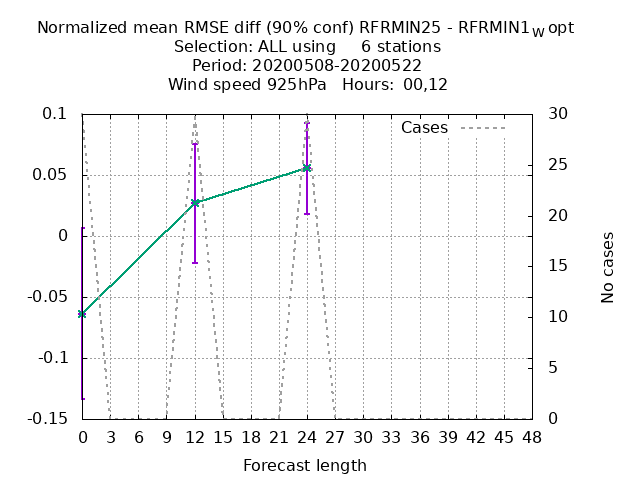 Normalized mean RMSE diff (90% conf) RFRMIN25 - RFRMIN1wopt
Selection: ALL using 6 stations
Period: 20200508-20200522
Wind speed 925hPa Hours: 00,12
Cases
0.1
0.05
0
-0.05
-0.1
-0.15
30
25
20
15
10
5
0
No cases
0 3 6 9 12 15 18 21 24 27 30 33 36 39 42 45 48
Forecast length